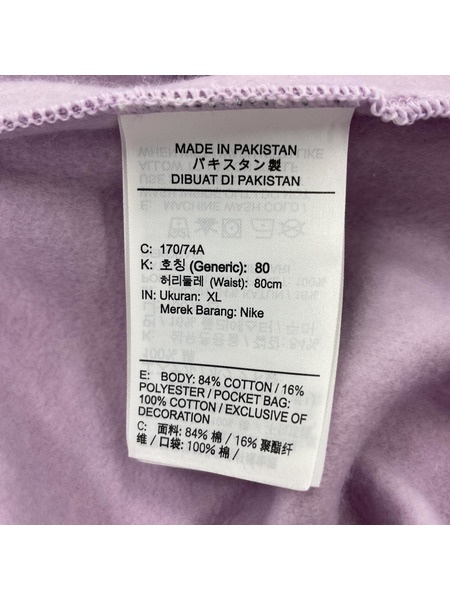 MADE IN PAKISTAN
パキスタン製
DIBUAT DI PAKISTAN
C: 170/74A
K: 호칭 (Generic): 80
허리둘레 (Waist): 80cm
IN: Ukuran: XL
Merek Barang: Nike
E: BODY: 84% COTTON / 16%
POLYESTER / POCKET BAG:
100% COTTON / EXCLUSIVE OF
DECORATION
C: 面料: 84% 棉 / 16% 聚酯纤
维 / 口袋: 100% 棉 /